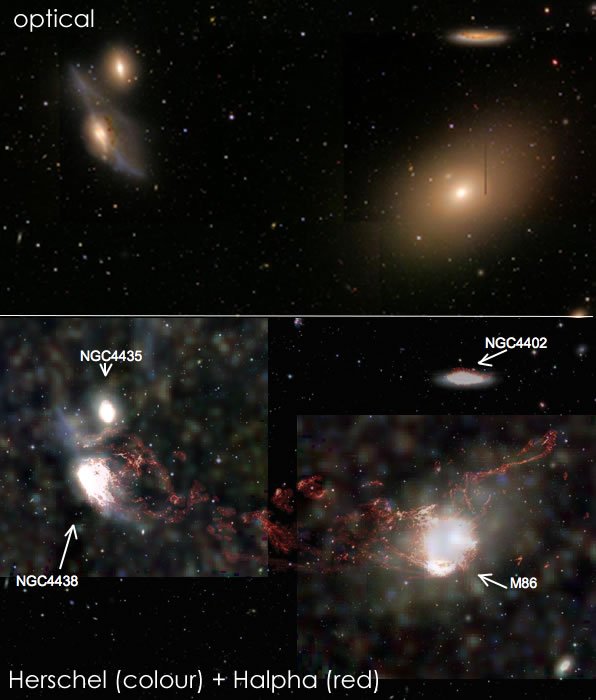 optical
NGC4435
NGC4402
NGC4438
M86
Herschel (colour) + Halpha (red)